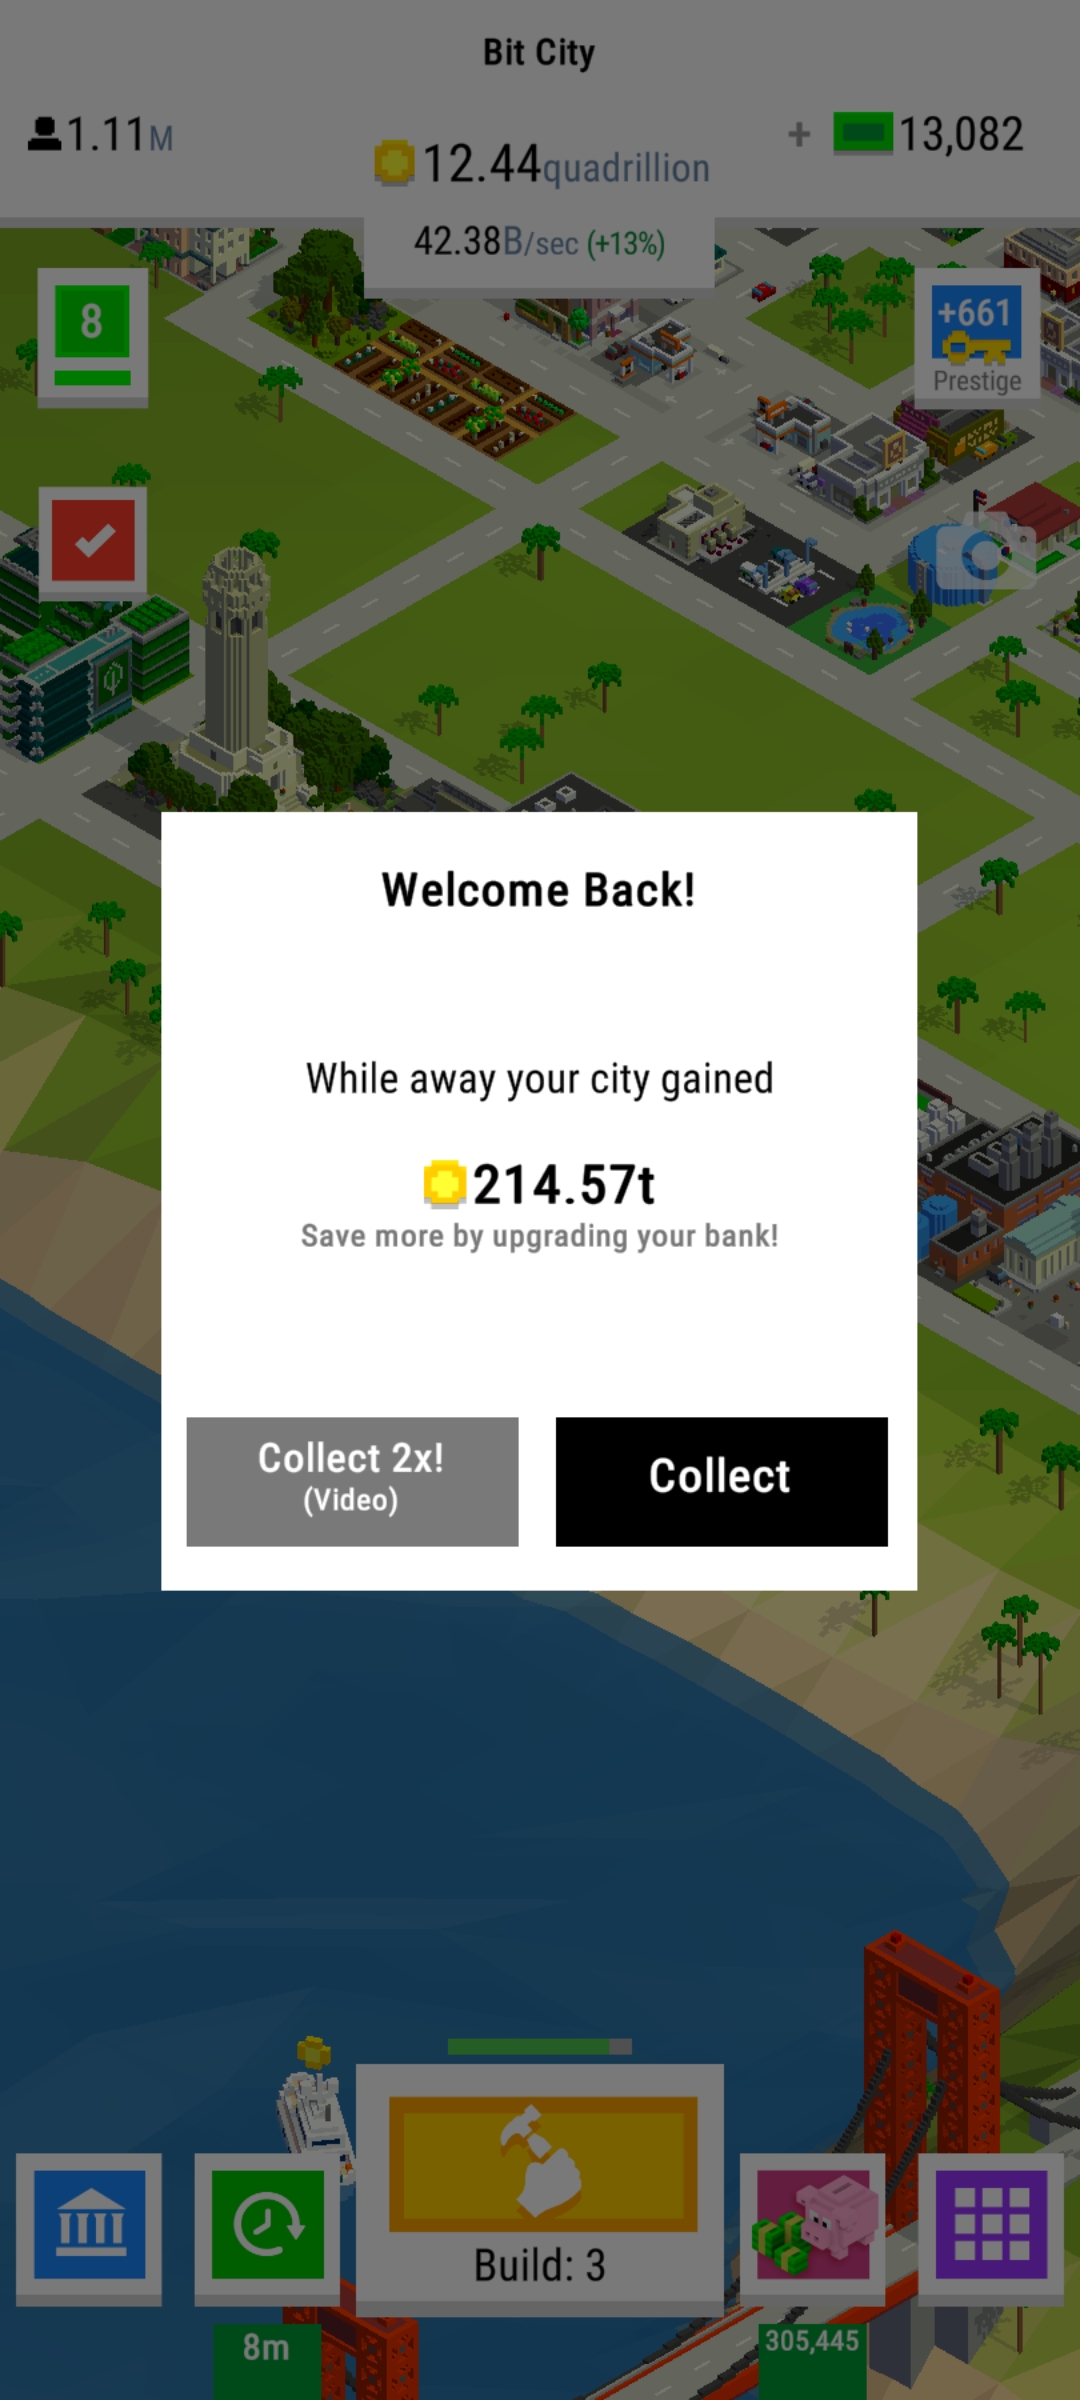 Bit City
1.11M
12.44quadrillion
+ 13,082
42.38B/sec (+13%)
8
+661
Prestige
Welcome Back!
While away your city gained
214.57t
Save more by upgrading your bank!
Collect 2x!
(Video)
Collect
Build: 3
8m
305,445